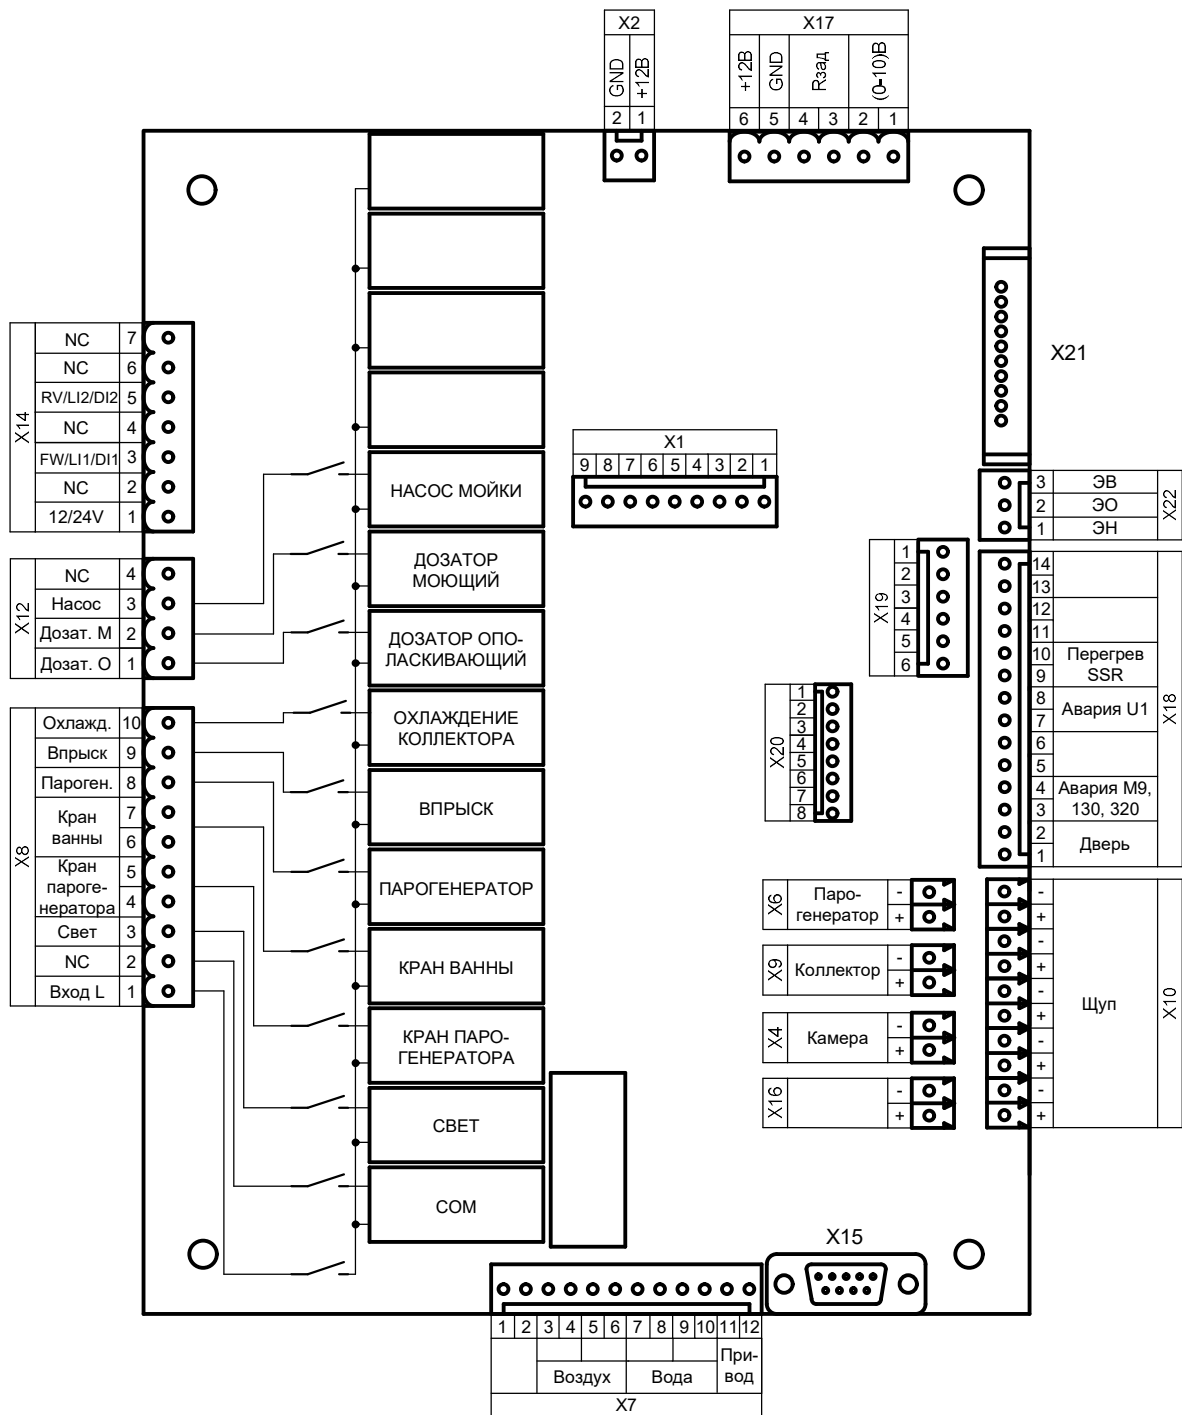 X2
GND
+12В
2 1
X17
+12В
GND
Rзад
(0-10)В
6 5 4 3 2 1
X14
NC 7
NC 6
RV/LI2/DI2 5
NC 4
FW/LI1/DI1 3
NC 2
12/24V 1
X12
NC 4
Насос 3
Дозат. М 2
Дозат. О 1
X8
Охлажд. 10
Впрыск 9
Пароген. 8
Кран 7
ванны 6
Кран 5
пароге-
нератора 4
Свет 3
NC 2
Вход L 1
НАСОС МОЙКИ
ДОЗАТОР
МОЮЩИЙ
ДОЗАТОР ОПО-
ЛАСКИВАЮЩИЙ
ОХЛАЖДЕНИЕ
КОЛЛЕКТОРА
ВПРЫСК
ПАРОГЕНЕРАТОР
КРАН ВАННЫ
КРАН ПАРО-
ГЕНЕРАТОРА
СВЕТ
COM
X1
9 8 7 6 5 4 3 2 1
X21
X22
3 ЭВ
2 ЭО
1 ЭН
X19
1
2
3
4
5
6
X20
1
2
3
4
5
6
7
8
X18
14
13
12
11
10 Перегрев
9 SSR
8 Авария U1
7
6
5
4 Авария М9,
3 130, 320
2 Дверь
1
X6
Паро- -
генератор +
X9
Коллектор
-
+
X4
Камера
-
+
X16
-
+
X10
Щуп
-
+
-
+
-
+
-
+
-
+
X15
1 2 3 4 5 6 7 8 9 10 11 12
Воздух
Вода
При-
вод
X7